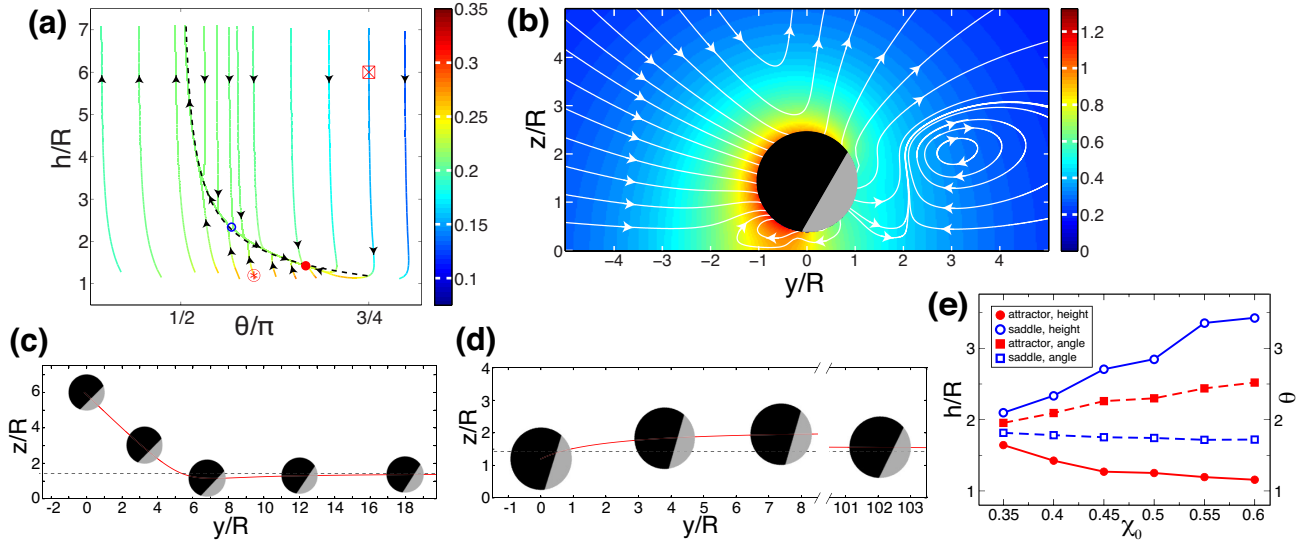 (a)
7
6
5
4
3
2
1
h/R
1/2
θ/π
3/4
0.35
0.3
0.25
0.2
0.15
0.1
(b)
4
3
2
1
0
z/R
-4 -3 -2 -1 0 1 2 3 4 5
y/R
1.2
1
0.8
0.6
0.4
0.2
0
(c)
6
4
2
0
z/R
-2 0 2 4 6 8 10 12 14 16 18
y/R
(d)
4
3
2
1
0
z/R
-1 0 1 2 3 4 5 6 7 8 101 102 103
y/R
(e)
attractor, height
saddle, height
attractor, angle
saddle, angle
3
2
1
h/R
3
2
1
θ
0.35 0.4 0.45 0.5 0.55 0.6
χ₀